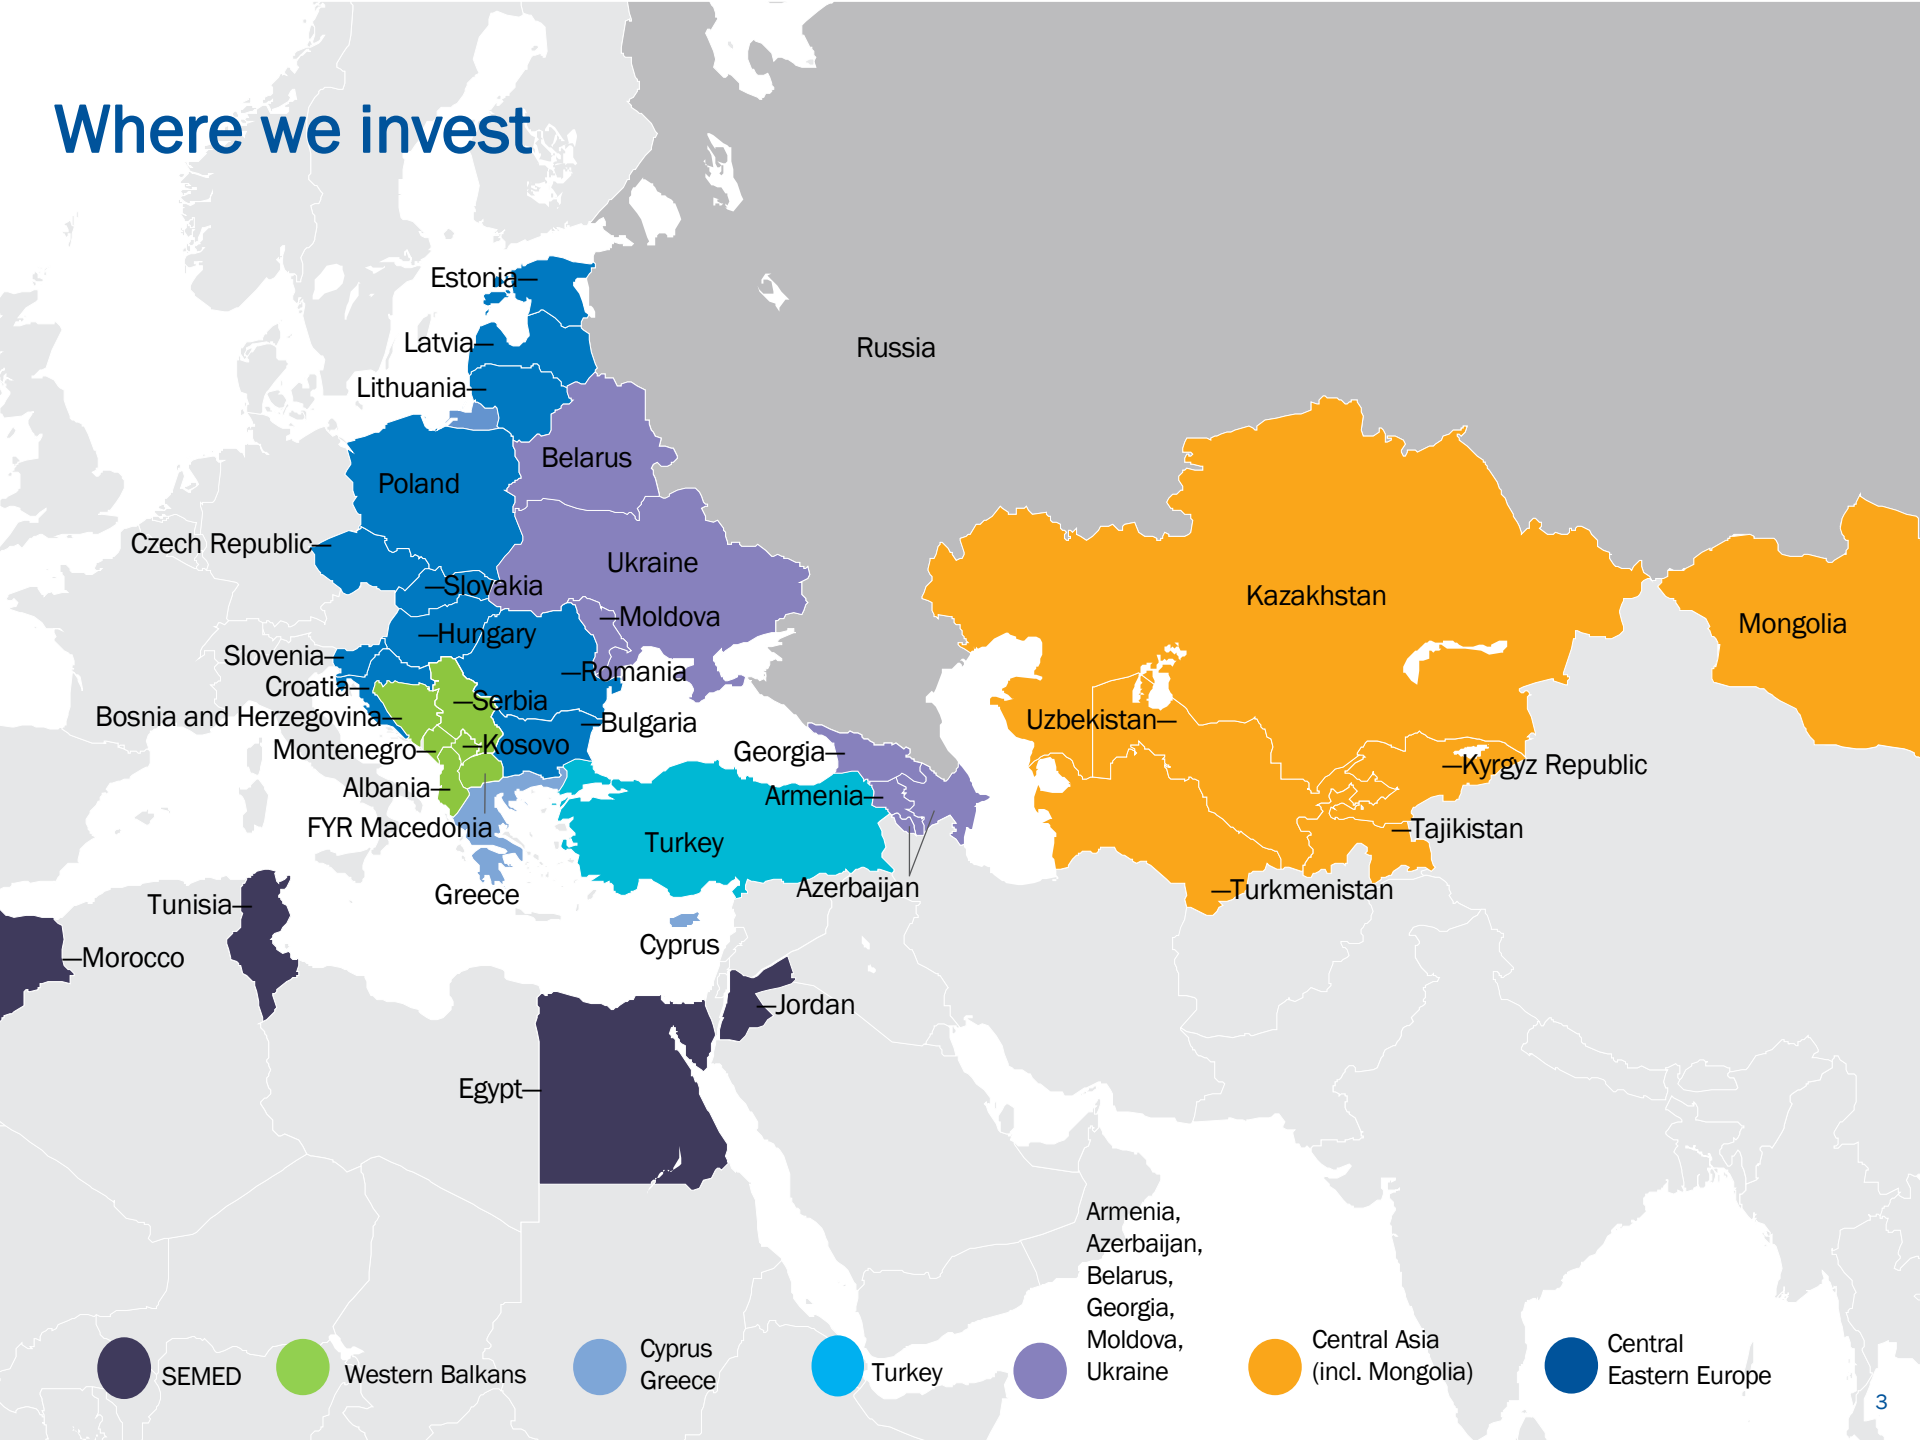 Where we invest
Estonia
Latvia
Russia
Lithuania
Belarus
Poland
Czech Republic
Ukraine
Slovakia
Kazakhstan
Moldova
Mongolia
Hungary
Slovenia
Romania
Croatia
Serbia
Bosnia and Herzegovina
Bulgaria
Uzbekistan
Kosovo
Montenegro
Georgia
Kyrgyz Republic
Albania
Armenia
FYR Macedonia
Tajikistan
Turkey
Azerbaijan
Turkmenistan
Greece
Tunisia
Cyprus
Morocco
Jordan
Egypt
SEMED
Western Balkans
Cyprus
Greece
Turkey
Armenia,
Azerbaijan,
Belarus,
Georgia,
Moldova,
Ukraine
Central Asia
(incl. Mongolia)
Central
Eastern Europe
3